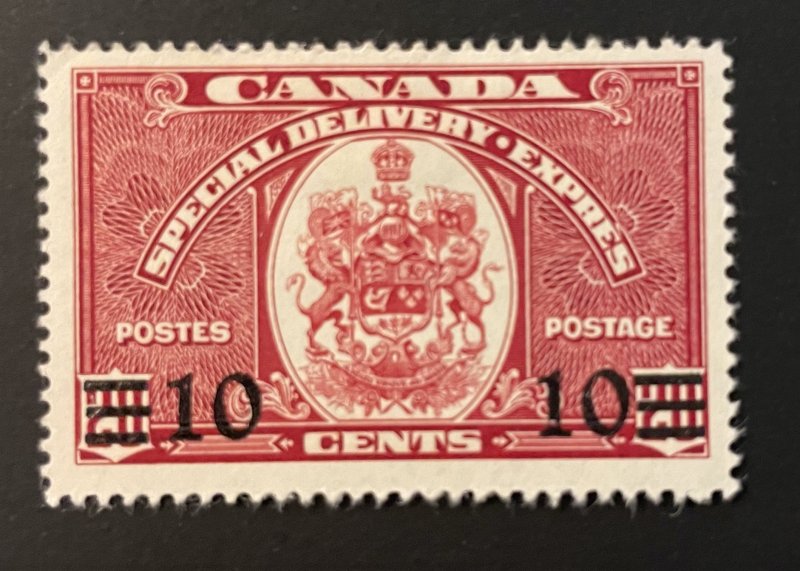 CANADA
SPECIAL DELIVERY · EXPRES
POSTES POSTAGE
10 10
CENTS